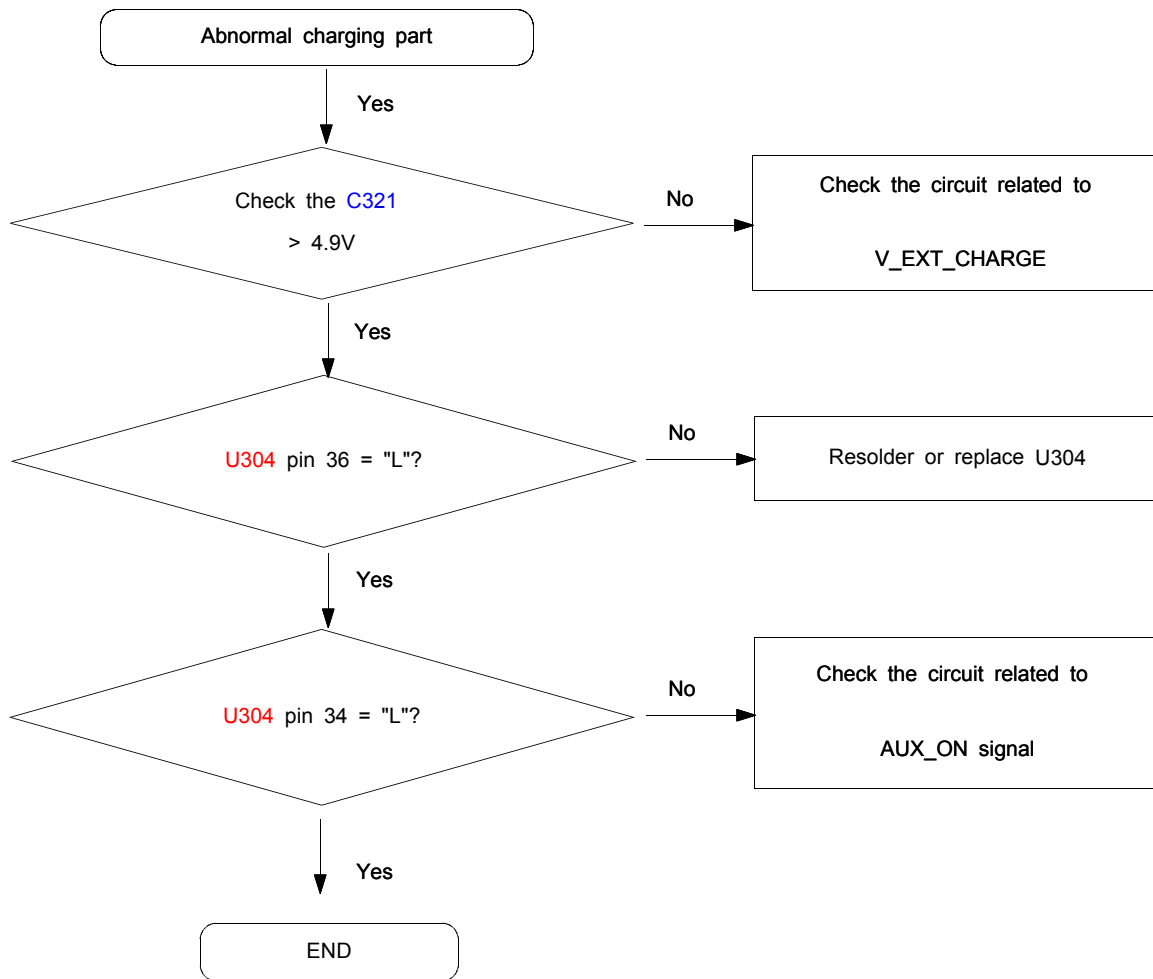 Abnormal charging part
Yes
Check the C321
> 4.9V
No
Check the circuit related to
V_EXT_CHARGE
Yes
U304 pin 36 = "L"?
No
Resolder or replace U304
Yes
U304 pin 34 = "L"?
No
Check the circuit related to
AUX_ON signal
Yes
END